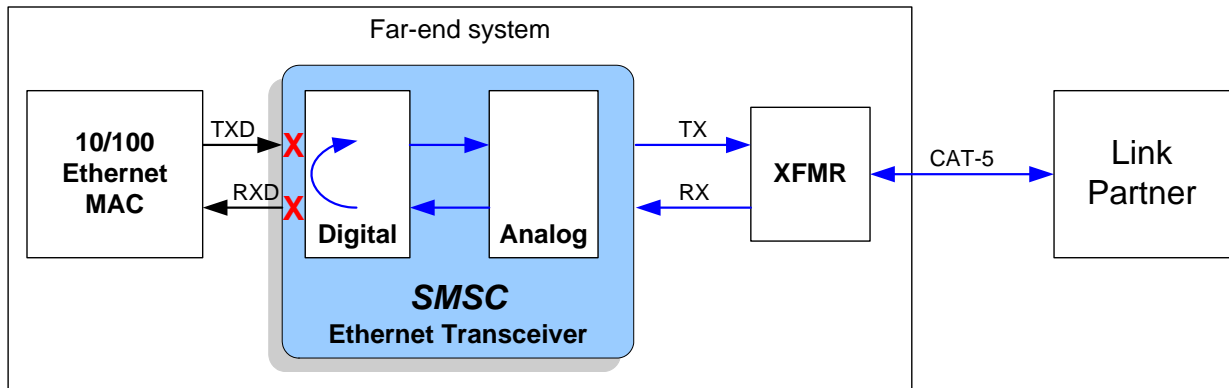 Far-end system
10/100
Ethernet
MAC
TXD
RXD
X
X
Digital
Analog
SMSC
Ethernet Transceiver
TX
RX
XFMR
CAT-5
Link
Partner